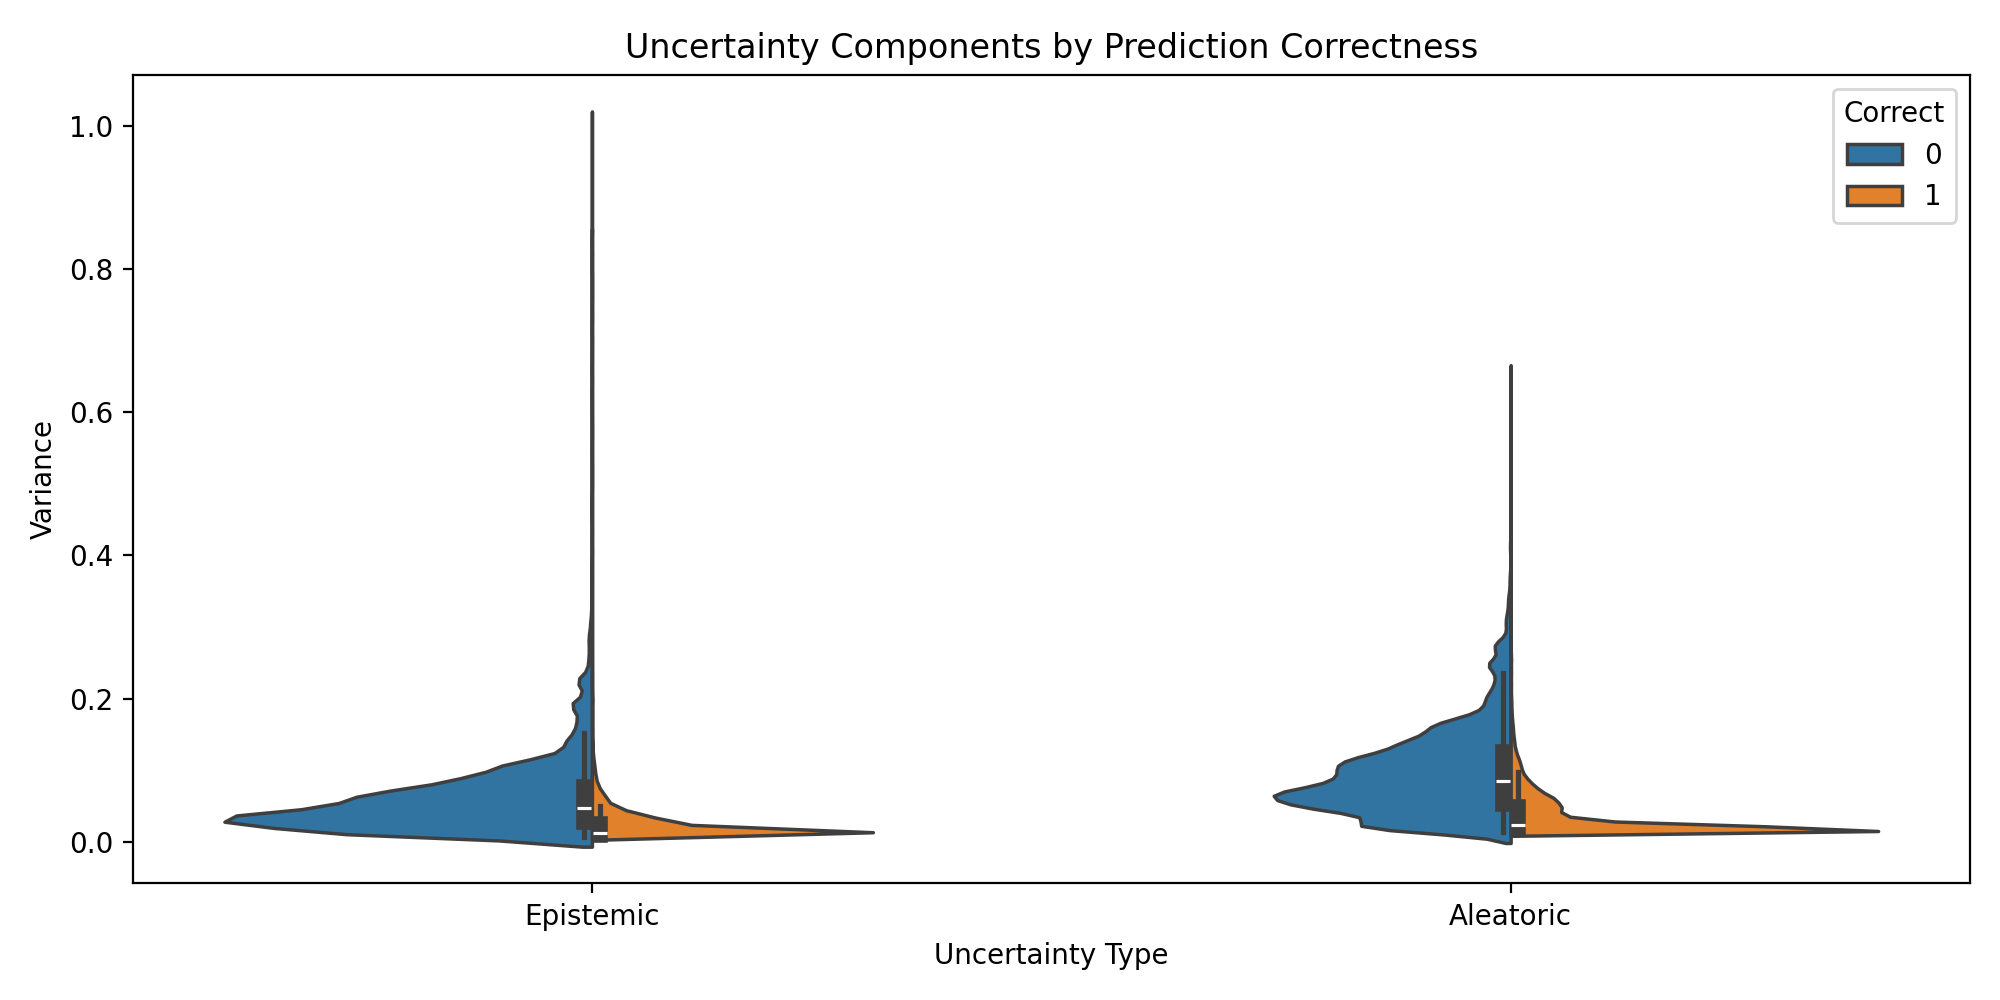 Uncertainty Components by Prediction Correctness
Correct
0
1
1.0
0.8
0.6
0.4
0.2
0.0
Variance
Epistemic
Aleatoric
Uncertainty Type